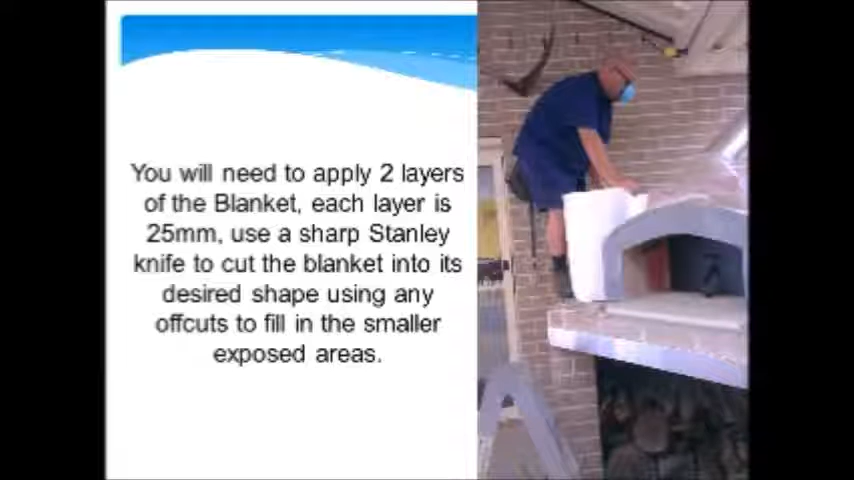 You will need to apply 2 layers
of the Blanket, each layer is
25mm, use a sharp Stanley
knife to cut the blanket into its
desired shape using any
offcuts to fill in the smaller
exposed areas.